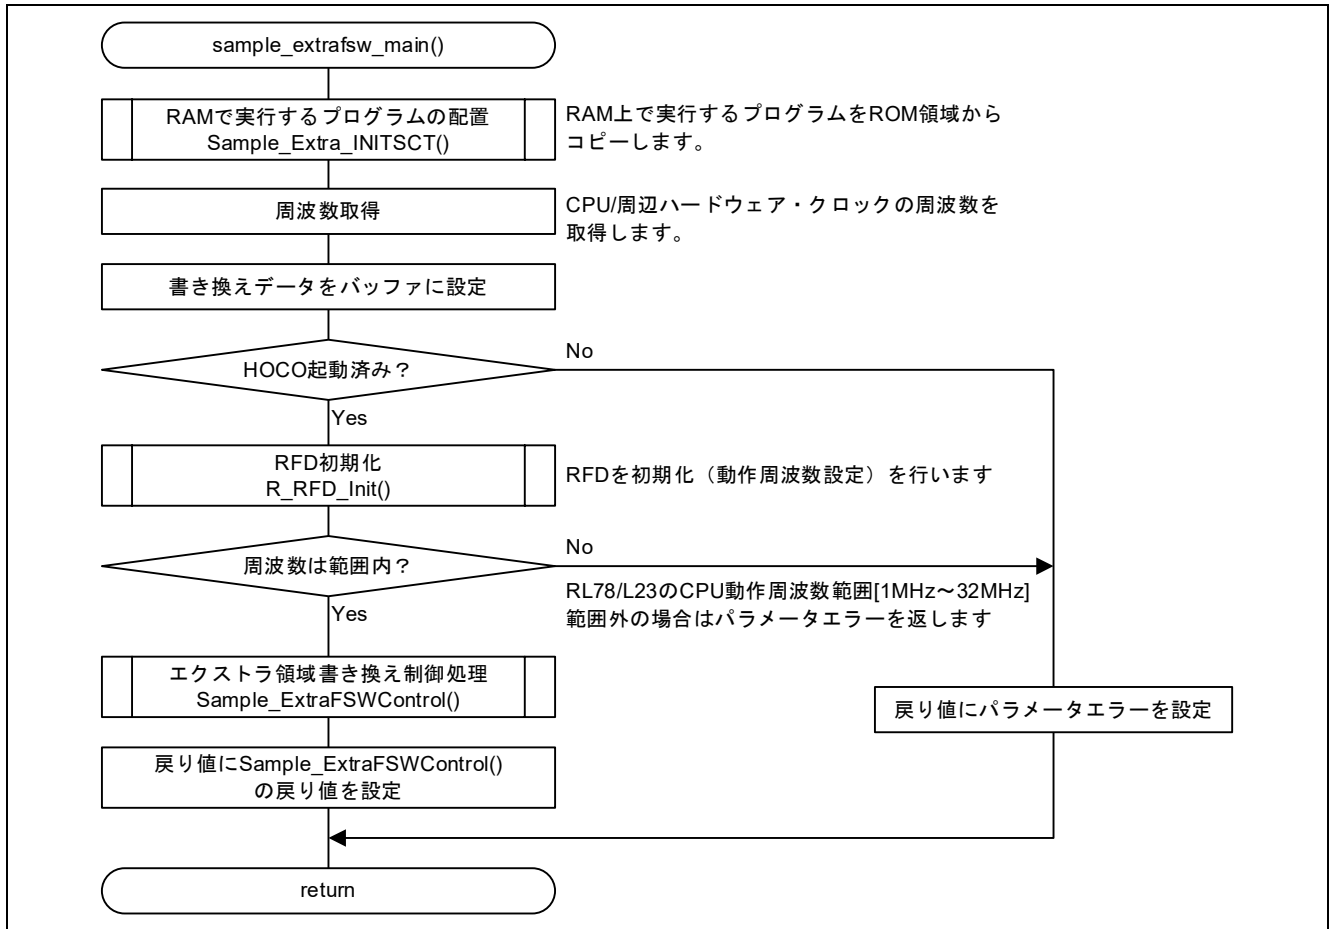 sample_extrafsw_main()
RAMで実行するプログラムの配置
Sample_Extra_INITSCT()
RAM上で実行するプログラムをROM領域から
コピーします。
周波数取得
CPU/周辺ハードウェア・クロックの周波数を
取得します。
書き換えデータをバッファに設定
HOCO起動済み？
No
Yes
RFD初期化
R_RFD_Init()
RFDを初期化（動作周波数設定）を行います
周波数は範囲内？
No
RL78/L23のCPU動作周波数範囲[1MHz～32MHz]
範囲外の場合はパラメータエラーを返します
Yes
エクストラ領域書き換え制御処理
Sample_ExtraFSWControl()
戻り値にパラメータエラーを設定
戻り値にSample_ExtraFSWControl()
の戻り値を設定
return